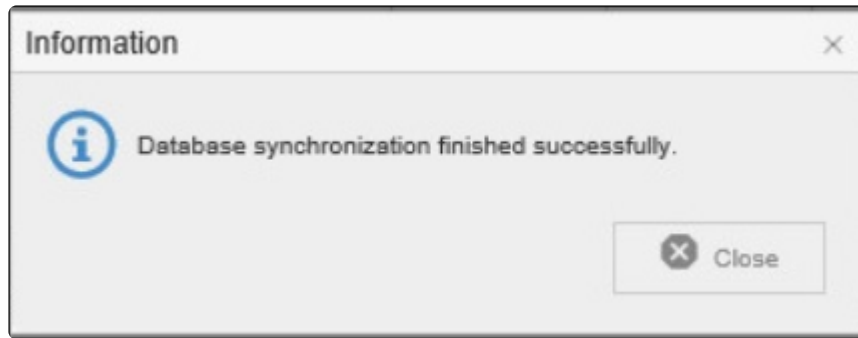 Information
Database synchronization finished successfully.
Close